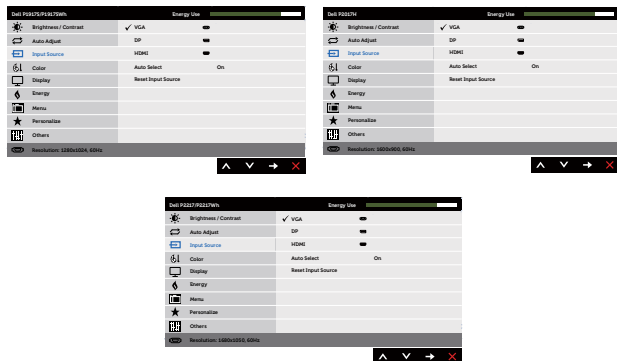 Dell P1917S/P1917SWh Energy Use
Brightness / Contrast ✓ VGA
Auto Adjust DP
Input Source HDMI
Color Auto Select On
Display Reset Input Source
Energy
Menu
Personalize
Others
Resolution: 1280x1024, 60Hz
Dell P2017H Energy Use
Brightness / Contrast ✓ VGA
Auto Adjust DP
Input Source HDMI
Color Auto Select On
Display Reset Input Source
Energy
Menu
Personalize
Others
Resolution: 1600x900, 60Hz
Dell P2217/P2217Wh Energy Use
Brightness / Contrast ✓ VGA
Auto Adjust DP
Input Source HDMI
Color Auto Select On
Display Reset Input Source
Energy
Menu
Personalize
Others
Resolution: 1680x1050, 60Hz